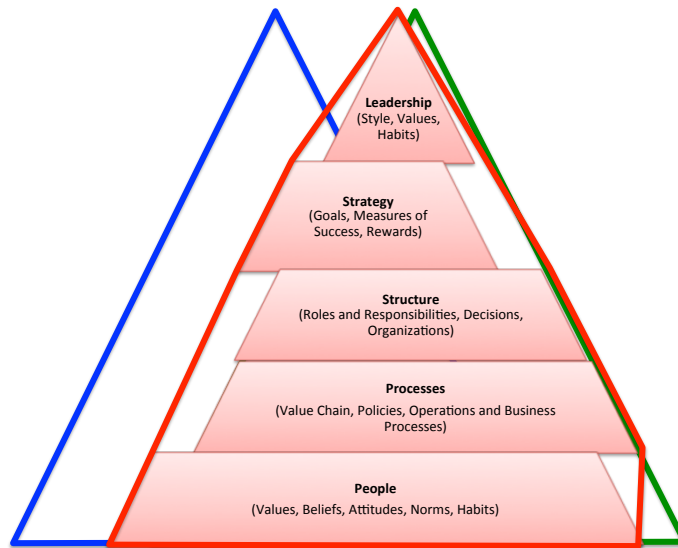 Leadership
(Style, Values,
Habits)
Strategy
(Goals, Measures of
Success, Rewards)
Structure
(Roles and Responsibilities, Decisions,
Organizations)
Processes
(Value Chain, Policies, Operations and Business
Processes)
People
(Values, Beliefs, Attitudes, Norms, Habits)